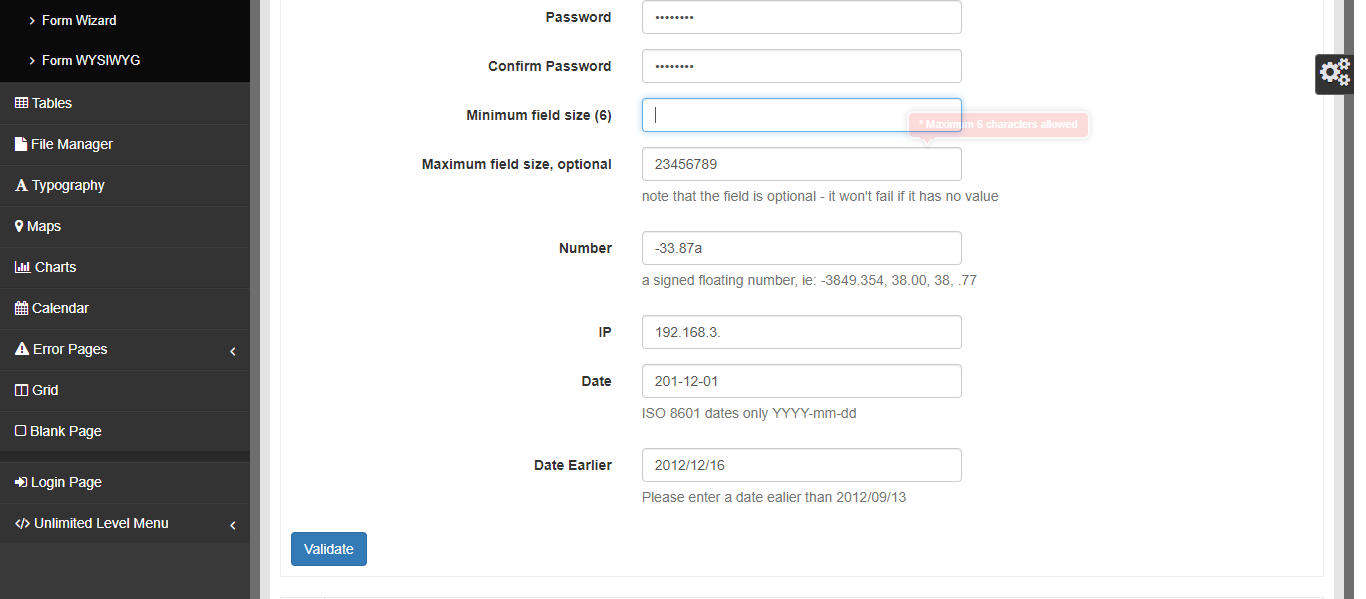 Form Wizard
Form WYSIWYG
Tables
File Manager
Typography
Maps
Charts
Calendar
Error Pages
Grid
Blank Page
Login Page
Unlimited Level Menu
Password
••••••••
Confirm Password
••••••••
Minimum field size (6)
* Maximum 6 characters allowed
Maximum field size, optional
23456789
note that the field is optional - it won't fail if it has no value
Number
-33.87a
a signed floating number, ie: -3849.354, 38.00, 38, .77
IP
192.168.3.
Date
201-12-01
ISO 8601 dates only YYYY-mm-dd
Date Earlier
2012/12/16
Please enter a date ealier than 2012/09/13
Validate